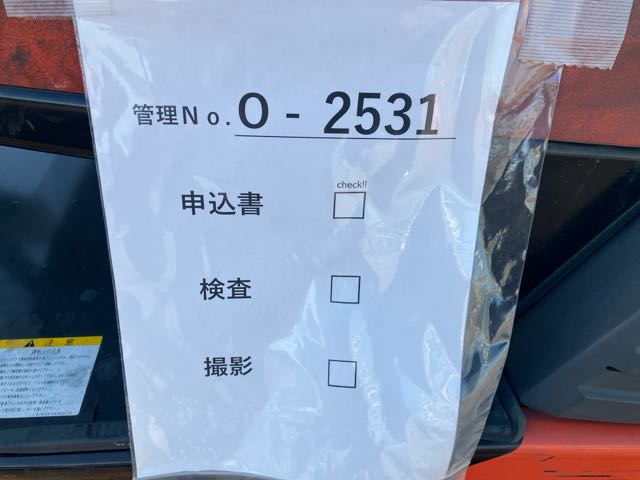 管理No. O - 2531
check!!
申込書
検査
撮影
注 意